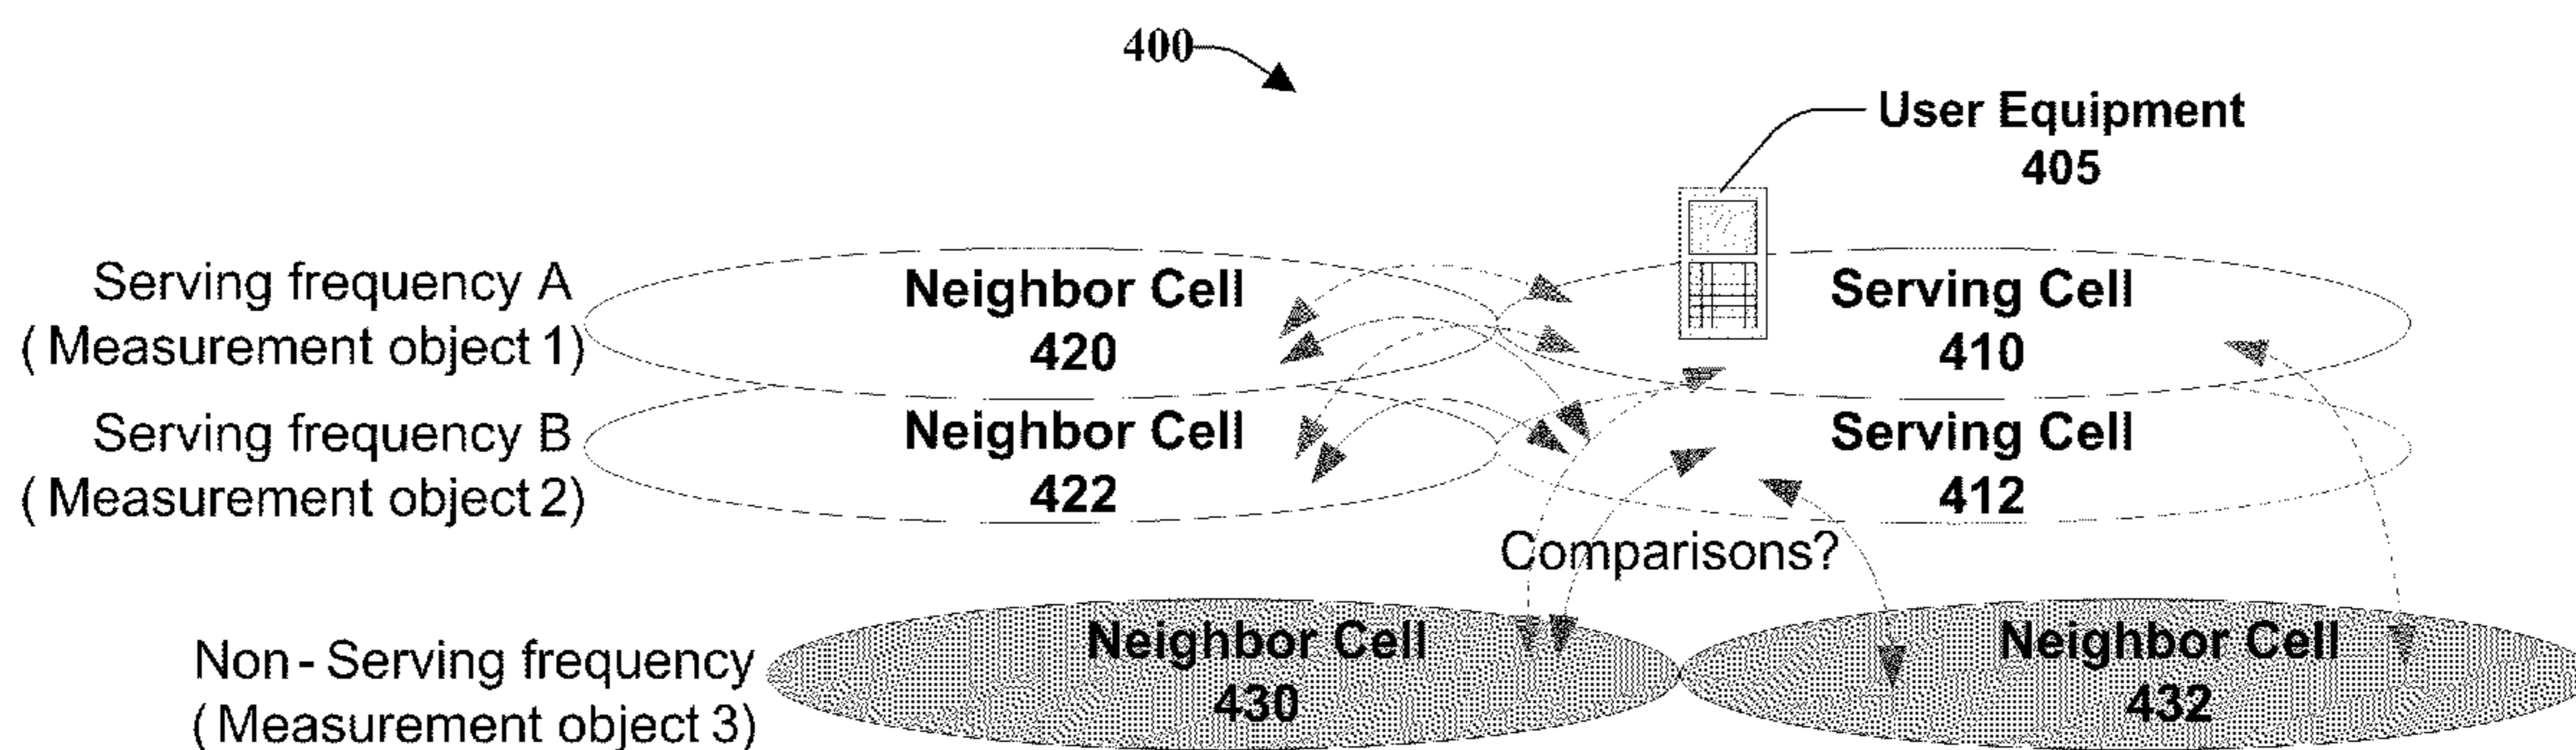 400
User Equipment
405
Serving frequency A
( Measurement object 1)
Neighbor Cell
420
Serving Cell
410
Serving frequency B
( Measurement object 2)
Neighbor Cell
422
Serving Cell
412
Comparisons?
Non - Serving frequency
( Measurement object 3)
Neighbor Cell
430
Neighbor Cell
432